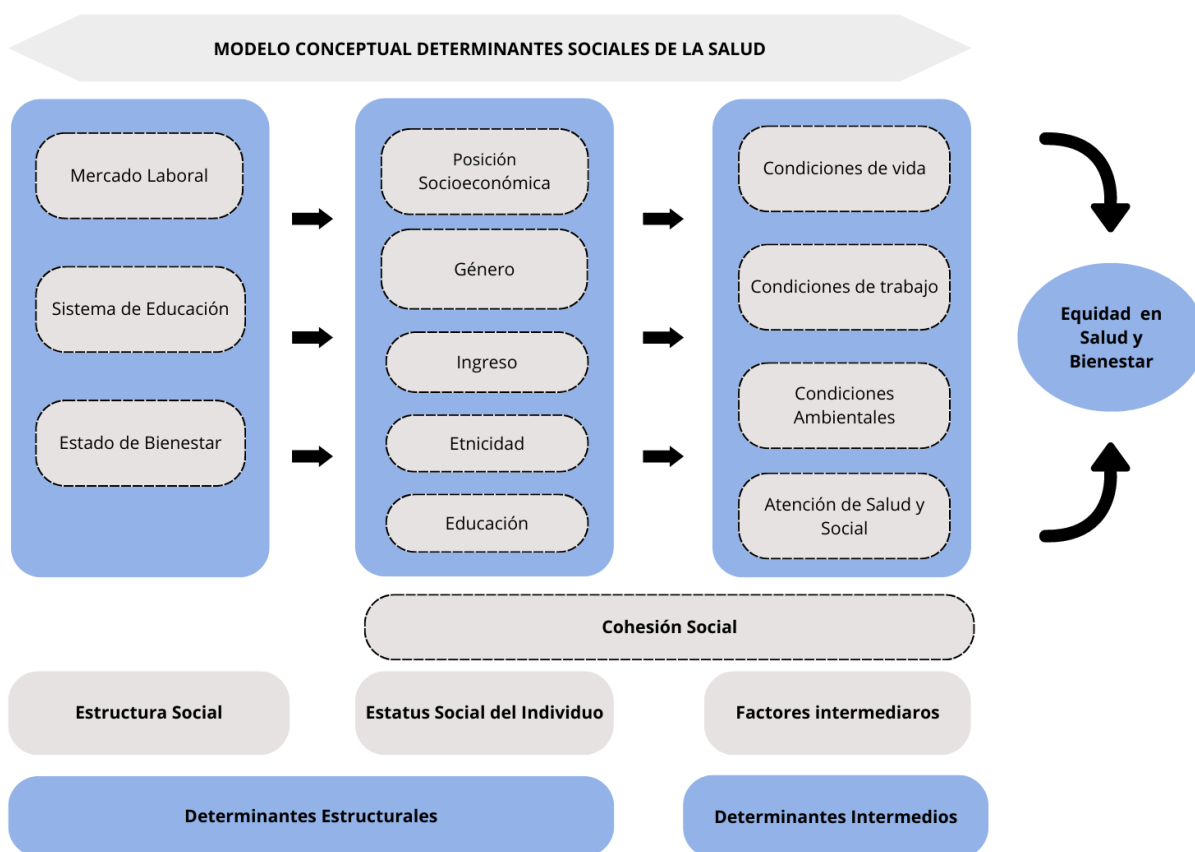 MODELO CONCEPTUAL DETERMINANTES SOCIALES DE LA SALUD
Mercado Laboral
Sistema de Educación
Estado de Bienestar
Posición
Socioeconómica
Género
Ingreso
Etnicidad
Educación
Condiciones de vida
Condiciones de trabajo
Condiciones
Ambientales
Atención de Salud y
Social
Equidad en
Salud y
Bienestar
Cohesión Social
Estructura Social
Estatus Social del Individuo
Factores intermediaros
Determinantes Estructurales
Determinantes Intermedios